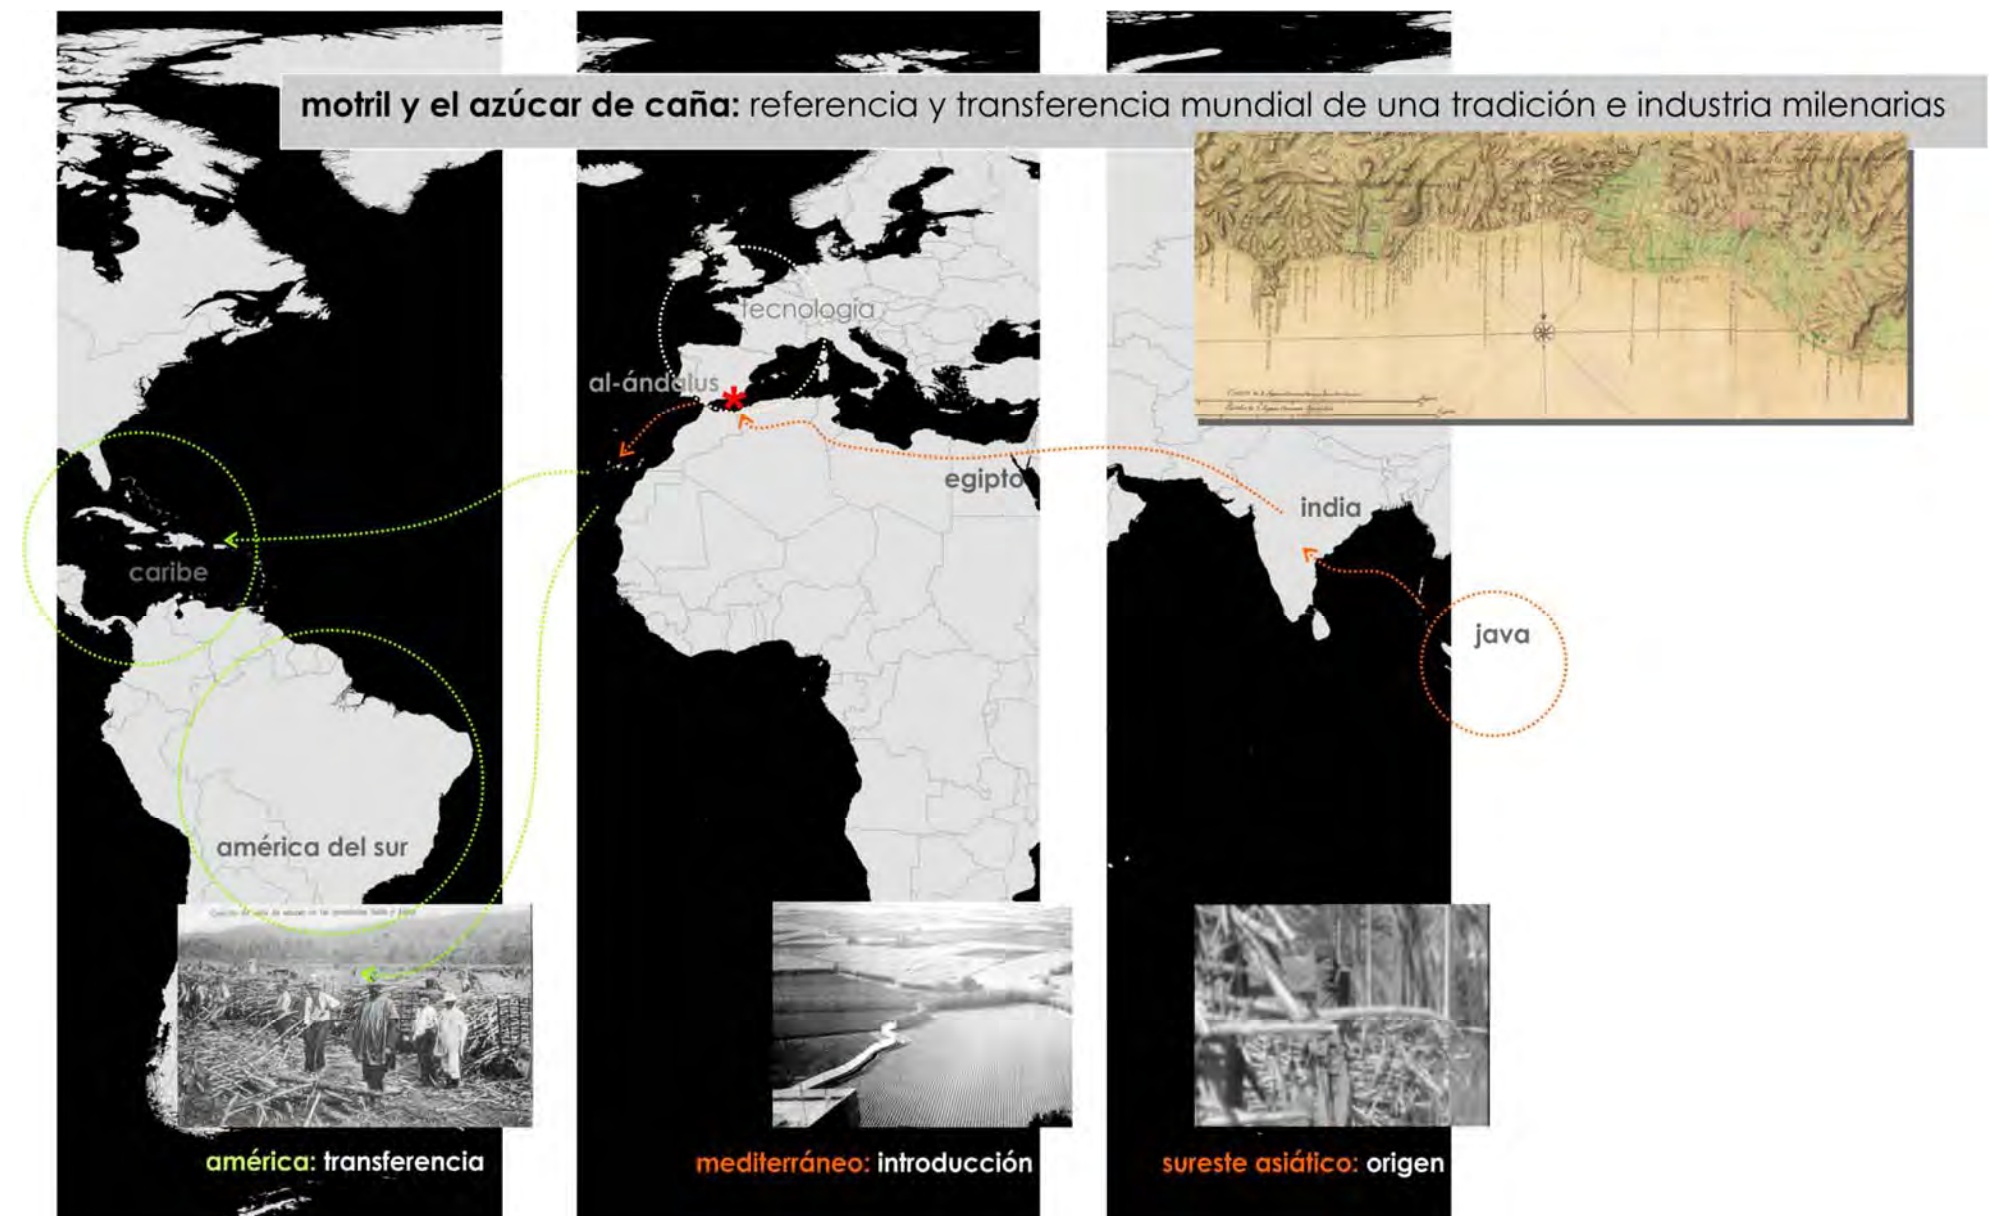 motril y el azúcar de caña: referencia y transferencia mundial de una tradición e industria milenarias
tecnología
al-ándalus
egipto
india
caribe
java
américa del sur
américa: transferencia
mediterráneo: introducción
sureste asiático: origen